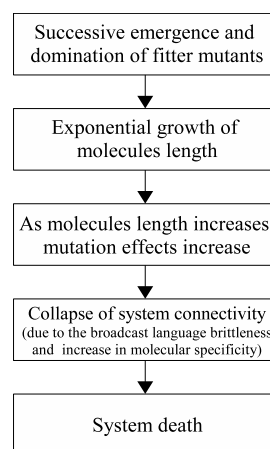 Successive emergence and
domination of fitter mutants
Exponential growth of
molecules length
As molecules length increases
mutation effects increase
Collapse of system connectivity
(due to the broadcast language brittleness
and increase in molecular specificity)
System death